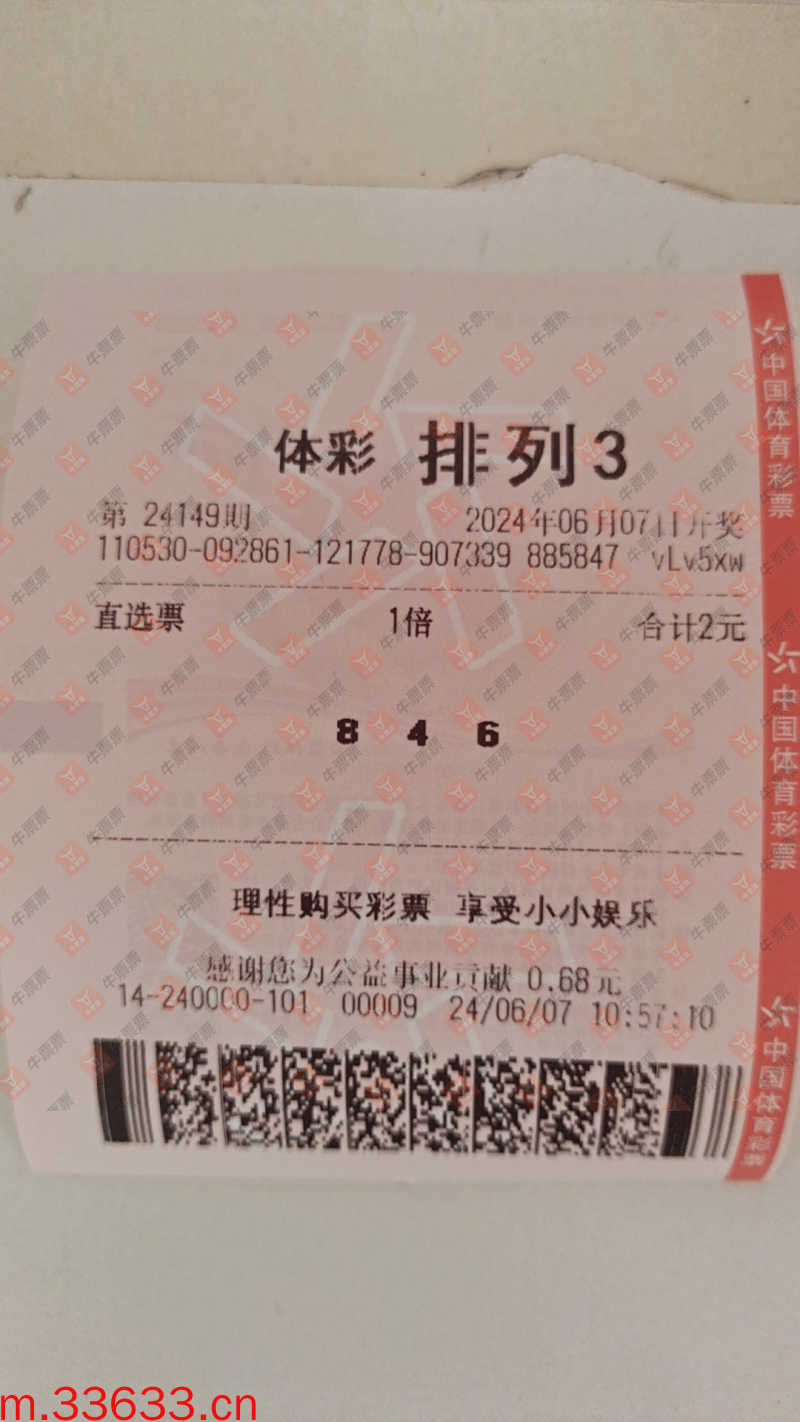 体彩 排列3
第 24149期 2024年06月07日开奖
110530-092861-121778-907339 885847 vLv5xw
直选票 1倍 合计2元
8 4 6
理性购买彩票 享受小小娱乐
感谢您为公益事业贡献 0.68元
14-240000-101 00009 24/06/07 10:57:10
中国体育彩票
中国体育彩票
中国体育彩票
牛票票
m.33633.cn